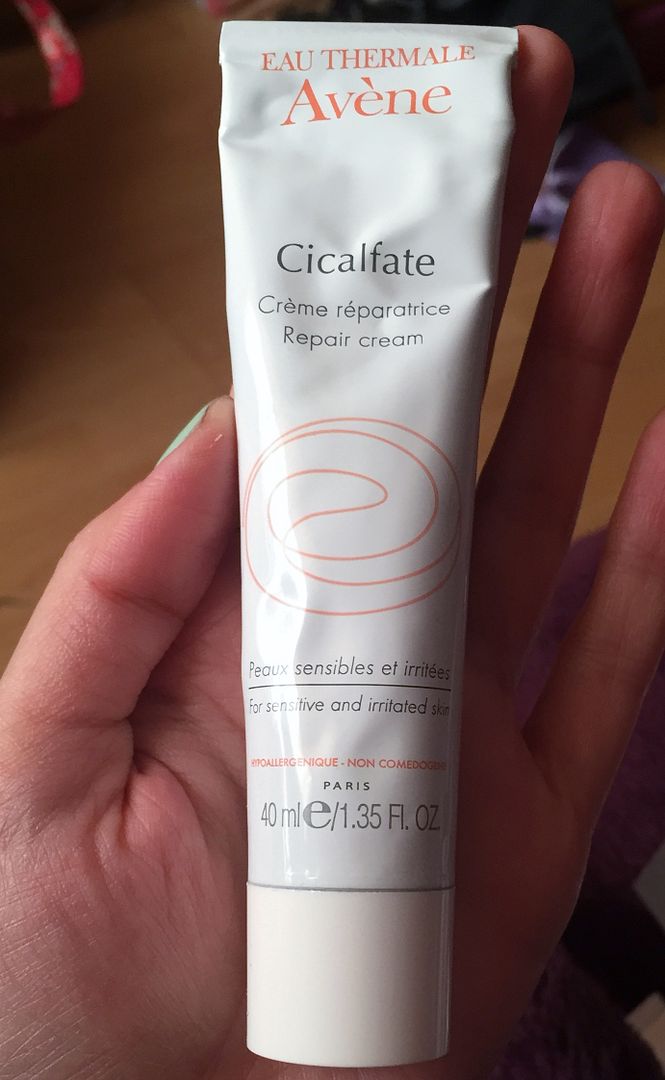 EAU THERMALE
Avène
Cicalfate
Crème réparatrice
Repair cream
Peaux sensibles et irritées
For sensitive and irritated skin
HYPOALLERGENIQUE - NON COMEDOGENE
PARIS
40 ml e/1.35 Fl. OZ.